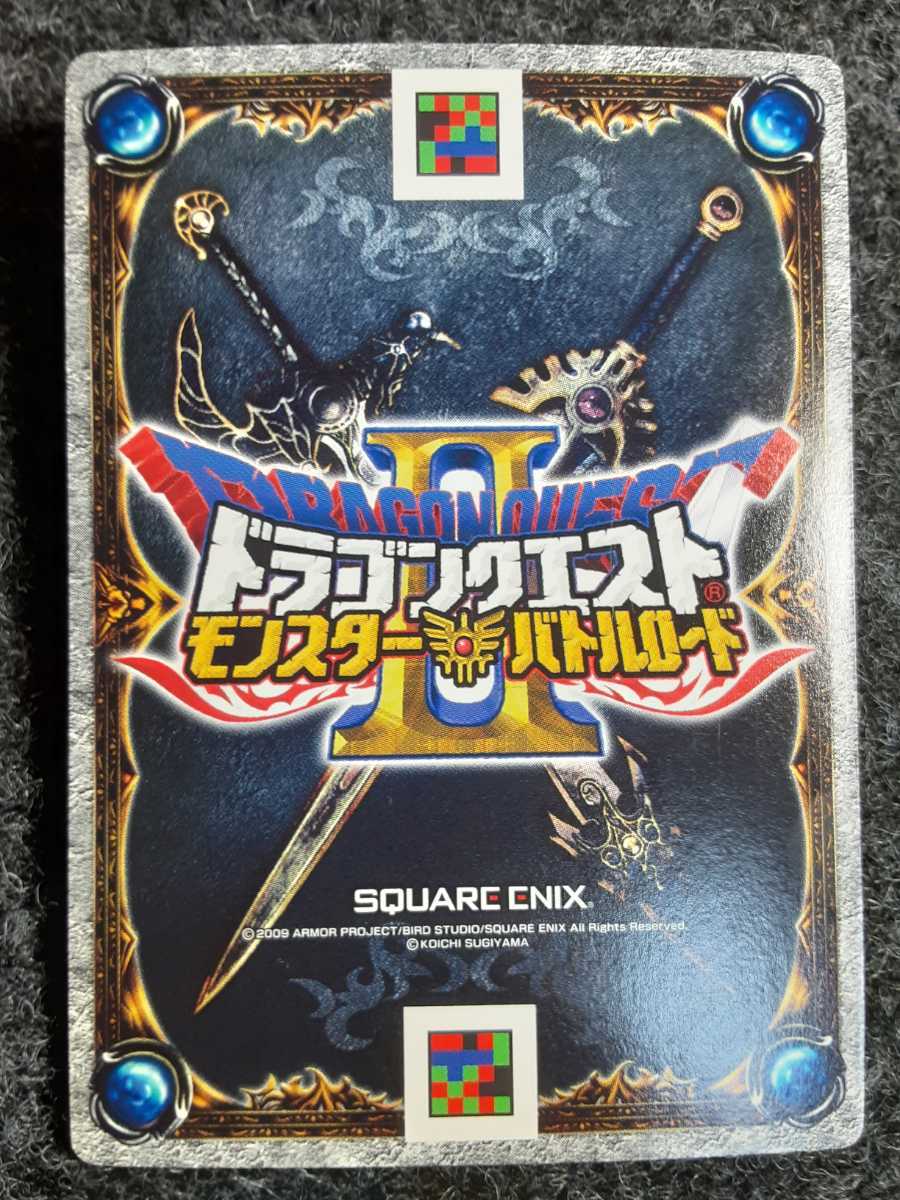 DRAGON QUEST
ドラゴンクエスト®
モンスターバトルロード
II
SQUARE ENIX®
©2009 ARMOR PROJECT/BIRD STUDIO/SQUARE ENIX All Rights Reserved.
©KOICHI SUGIYAMA